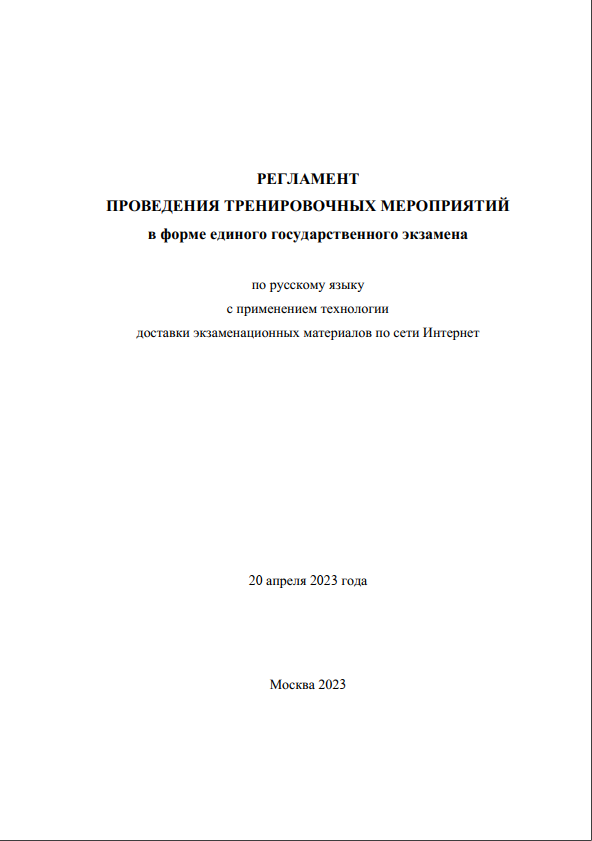 РЕГЛАМЕНТ
ПРОВЕДЕНИЯ ТРЕНИРОВОЧНЫХ МЕРОПРИЯТИЙ
в форме единого государственного экзамена
по русскому языку
с применением технологии
доставки экзаменационных материалов по сети Интернет
20 апреля 2023 года
Москва 2023